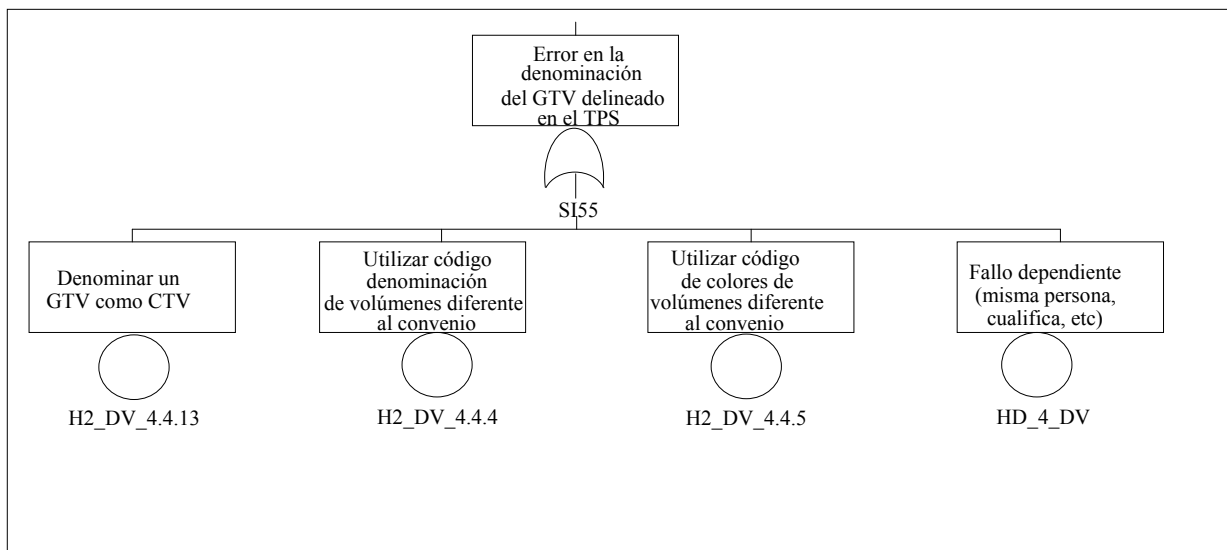 Error en la
denominación
del GTV delineado
en el TPS
SI55
Denominar un
GTV como CTV
Utilizar código
denominación
de volúmenes diferente
al convenio
Utilizar código
de colores de
volúmenes diferente
al convenio
Fallo dependiente
(misma persona,
cualifica, etc)
H2_DV_4.4.13
H2_DV_4.4.4
H2_DV_4.4.5
HD_4_DV